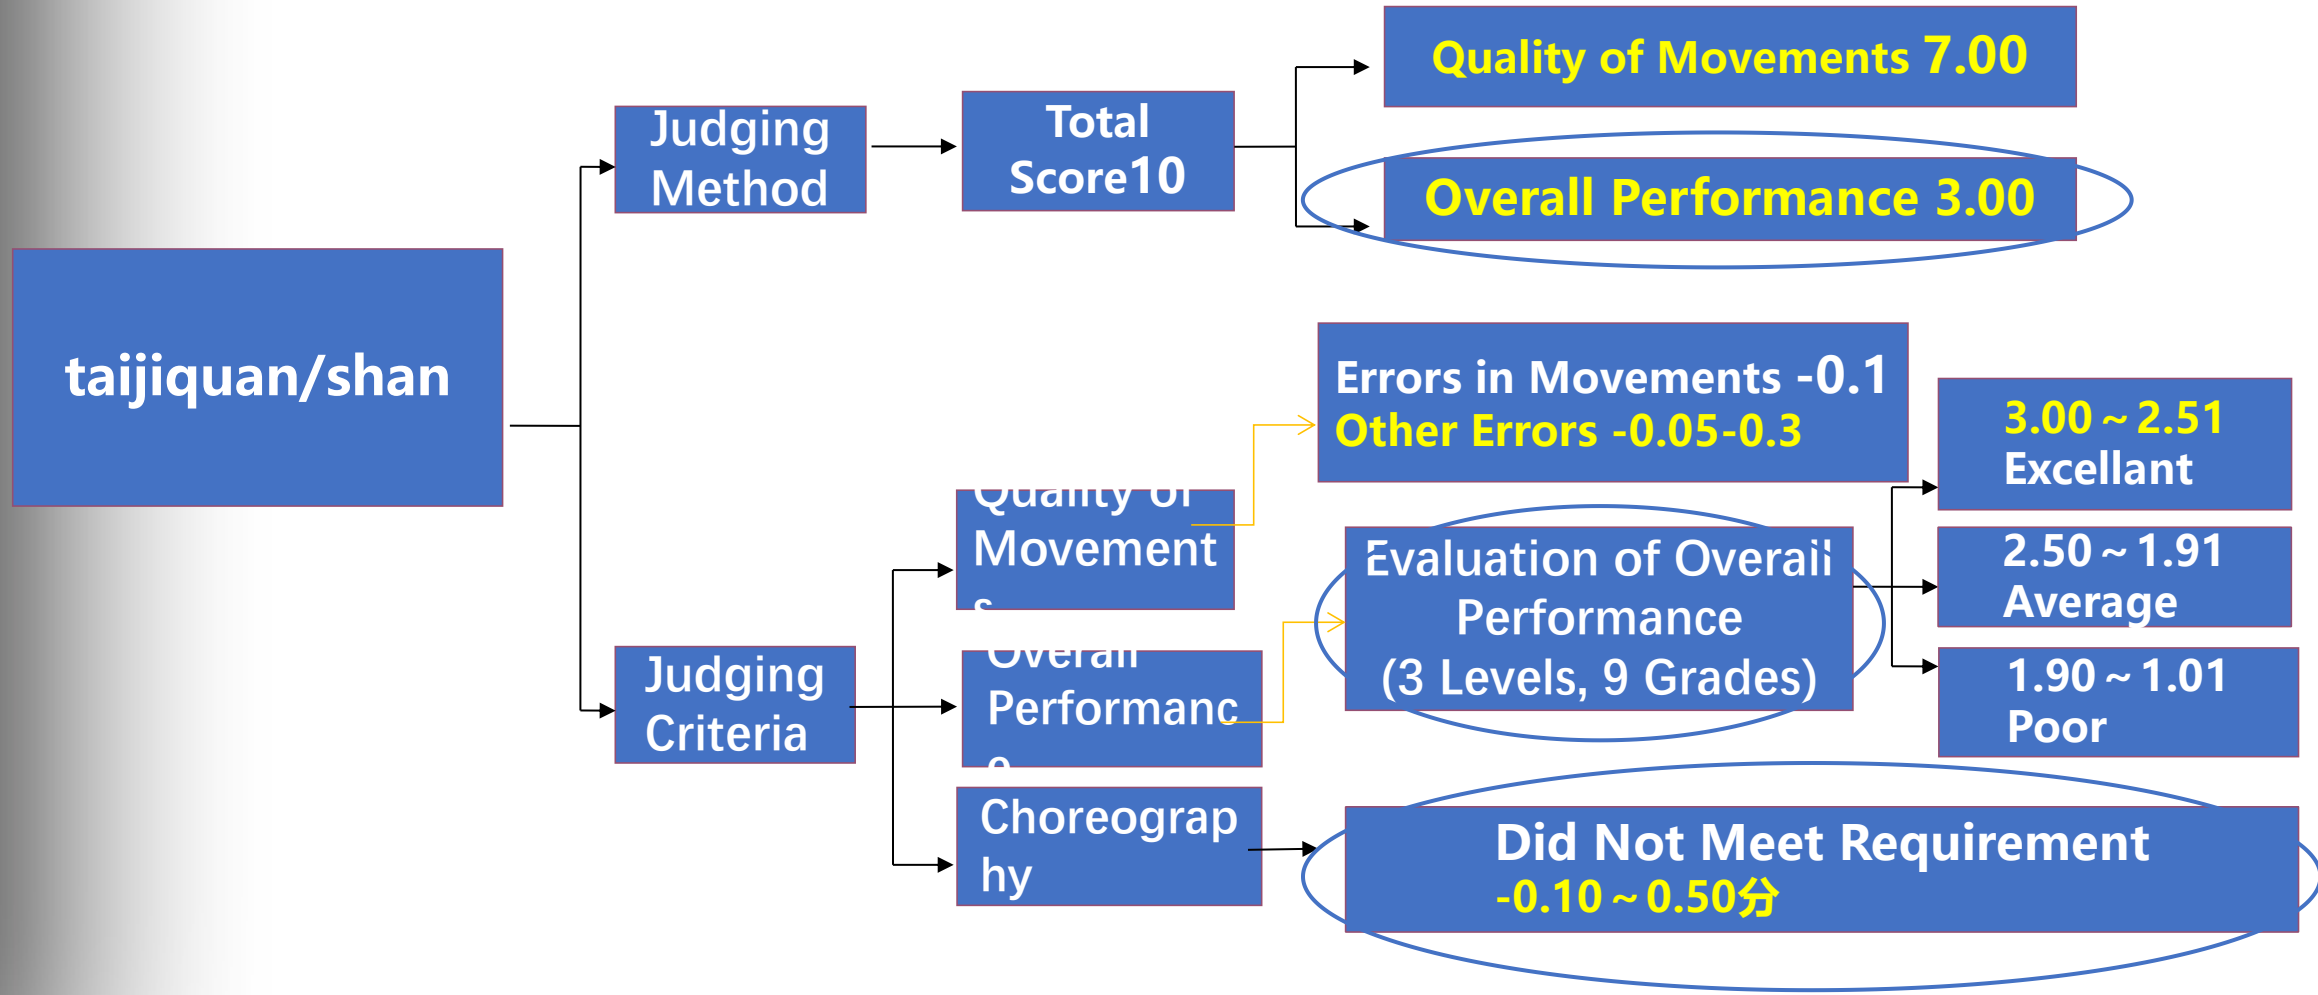 Quality of Movements 7.00
Judging
Method
Total
Score10
Overall Performance 3.00
taijiquan/shan
Errors in Movements -0.1
Other Errors -0.05-0.3
3.00～2.51
Excellant
Quality of
Movement
s
Evaluation of Overall
Performance
(3 Levels, 9 Grades)
2.50～1.91
Average
Judging
Criteria
Overall
Performanc
e
1.90～1.01
Poor
Choreograp
hy
Did Not Meet Requirement
-0.10～0.50分